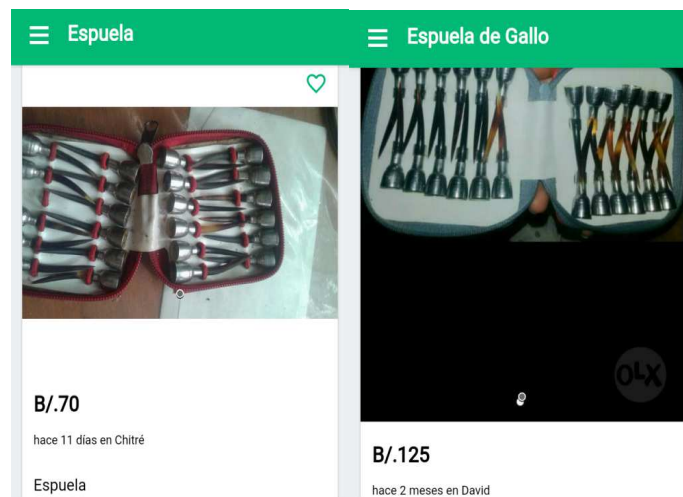 Espuela
B/.70
hace 11 días en Chitré
Espuela
Espuela de Gallo
OLX
B/.125
hace 2 meses en David